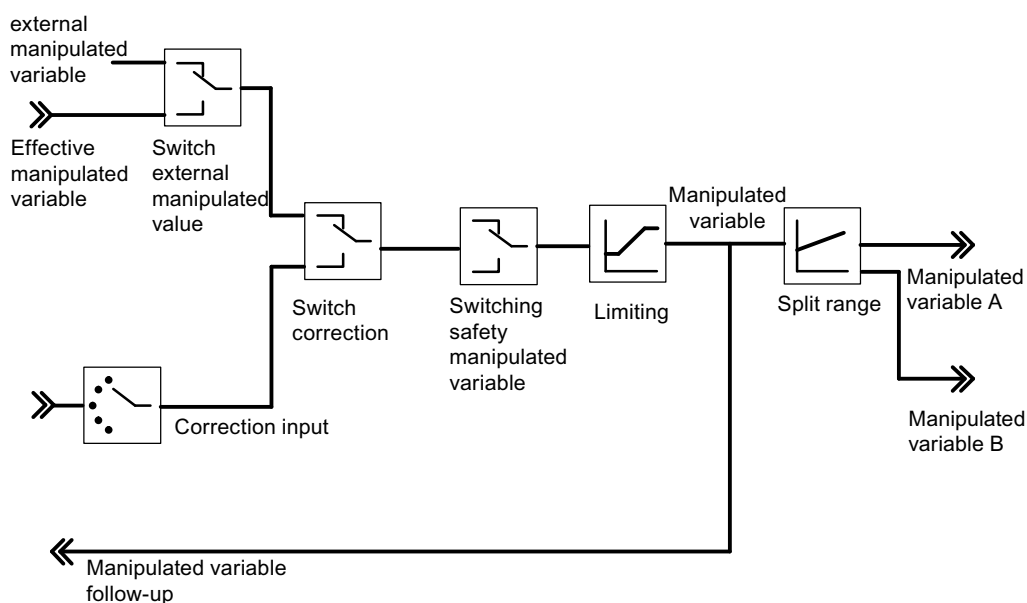 external
manipulated
variable
Effective
manipulated
variable
Switch
external
manipulated
value
Switch
correction
Switching
safety
manipulated
variable
Limiting
Manipulated
variable
Split range
Manipulated
variable A
Manipulated
variable B
Correction input
Manipulated variable
follow-up